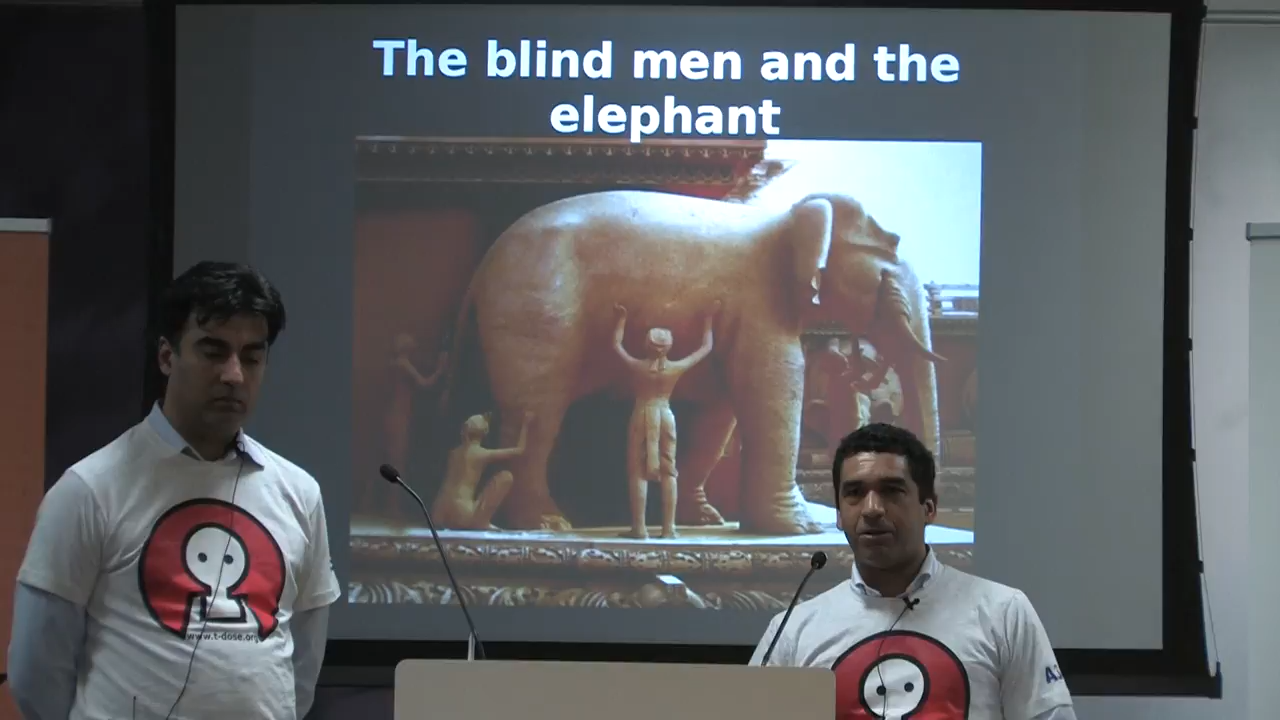 The blind men and the
elephant
www.t-dose.org